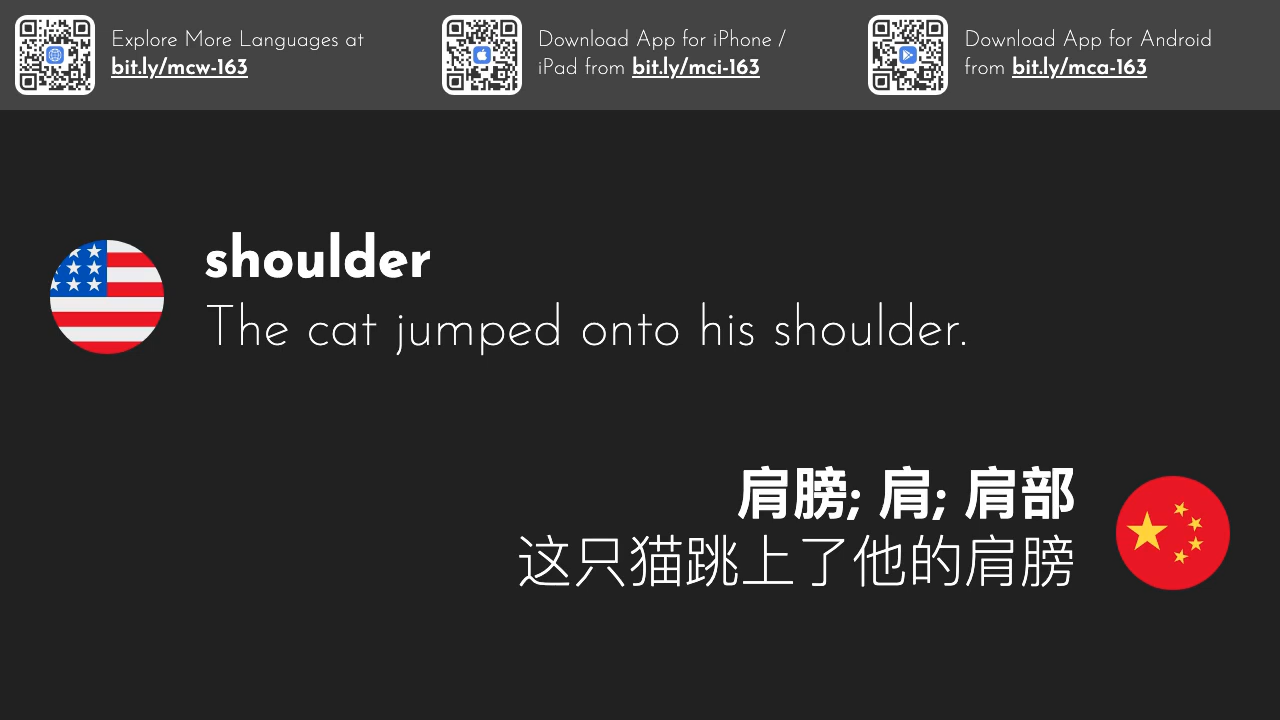 Explore More Languages at
bit.ly/mcw-163
Download App for iPhone /
iPad from bit.ly/mci-163
Download App for Android
from bit.ly/mca-163
shoulder
The cat jumped onto his shoulder.
肩膀; 肩; 肩部
这只猫跳上了他的肩膀